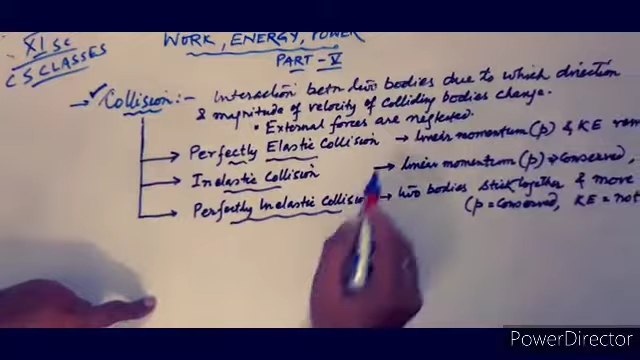 XI sc
CS CLASSES
WORK, ENERGY, POWER
PART-V
→ Collision:- Interaction betn two bodies due to which direction
& magnitude of velocity of colliding bodies change.
• External forces are neglected.
→ Perfectly Elastic Collision → linear momentum (p) & KE rem
→ Inelastic Collision → linear momentum (p) → Conserved,
→ Perfectly Inelastic Collision → two bodies stick together & move
(p = Conserved, KE = not
PowerDirector